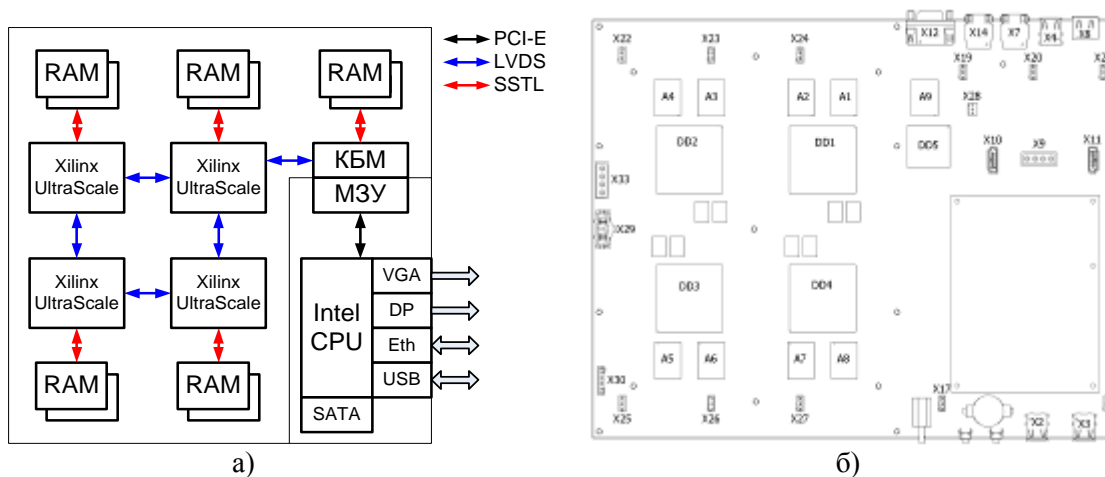 RAM
RAM
RAM
PCI-E
LVDS
SSTL
Xilinx
UltraScale
Xilinx
UltraScale
КБМ
МЗУ
Xilinx
UltraScale
Xilinx
UltraScale
Intel
CPU
VGA
DP
Eth
USB
SATA
RAM
RAM
а)
X22
X23
X24
X12
X14
X7
X4
X8
X19
X20
A4
A3
A2
A1
A9
X28
DD2
DD1
DD5
X10
X9
X11
X33
X29
DD3
DD4
A5
A6
A7
A8
X30
X25
X26
X27
X17
X2
X3
б)